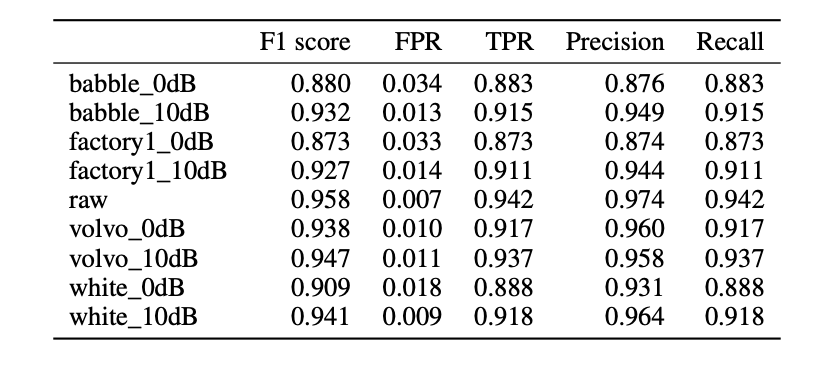 F1 score FPR TPR Precision Recall
babble_0dB 0.880 0.034 0.883 0.876 0.883
babble_10dB 0.932 0.013 0.915 0.949 0.915
factory1_0dB 0.873 0.033 0.873 0.874 0.873
factory1_10dB 0.927 0.014 0.911 0.944 0.911
raw 0.958 0.007 0.942 0.974 0.942
volvo_0dB 0.938 0.010 0.917 0.960 0.917
volvo_10dB 0.947 0.011 0.937 0.958 0.937
white_0dB 0.909 0.018 0.888 0.931 0.888
white_10dB 0.941 0.009 0.918 0.964 0.918